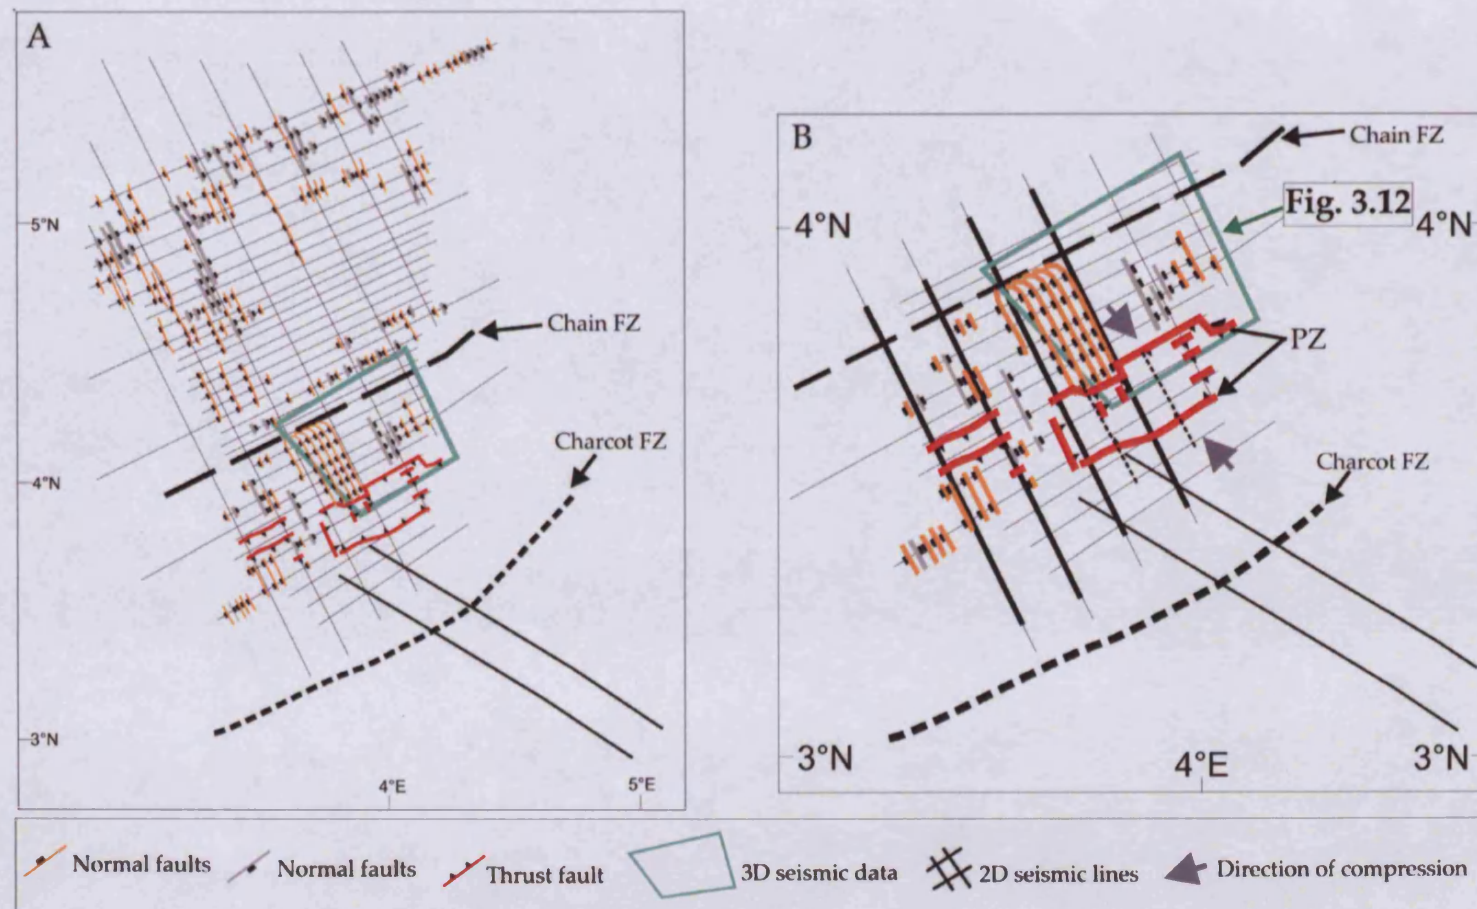 A
5°N
4°N
3°N
4°E
5°E
Chain FZ
Charcot FZ
B
4°N
Chain FZ
Fig. 3.12
4°N
PZ
Charcot FZ
3°N
4°E
3°N
Normal faults
Normal faults
Thrust fault
3D seismic data
2D seismic lines
Direction of compression